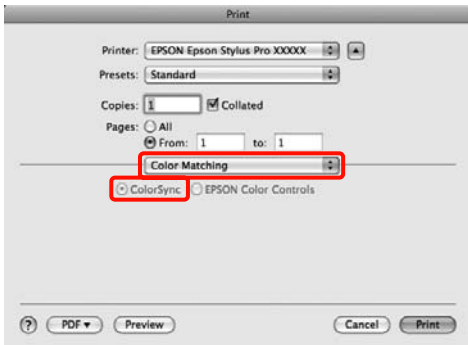 Print
Printer: EPSON Epson Stylus Pro XXXXX
Presets: Standard
Copies: 1 Collated
Pages: All
From: 1 to: 1
Color Matching
ColorSync EPSON Color Controls
? PDF ▼ Preview Cancel Print